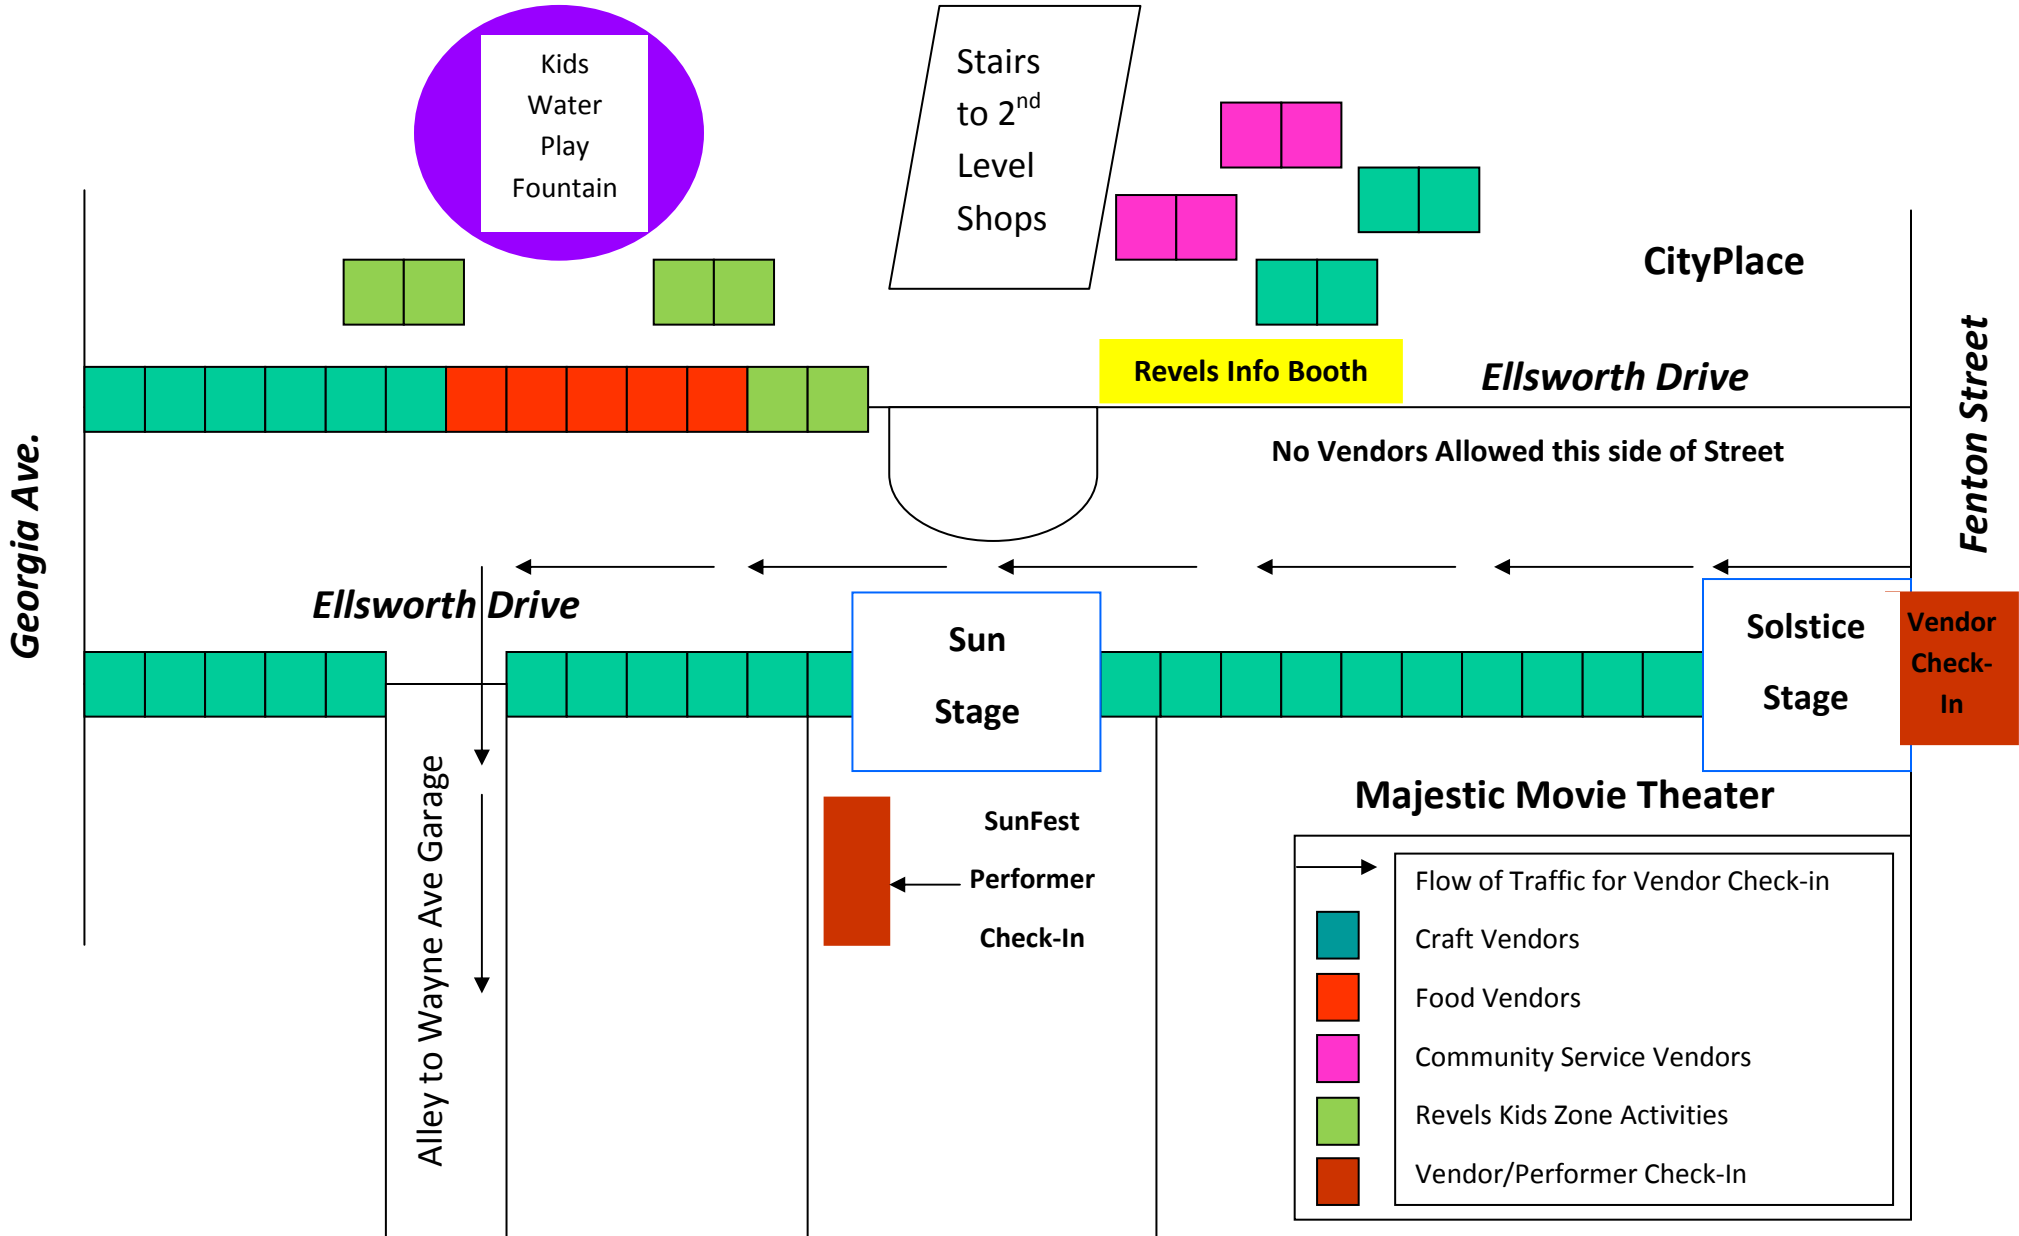 Kids
Water
Play
Fountain
Stairs
to 2nd
Level
Shops
CityPlace
Revels Info Booth
Ellsworth Drive
No Vendors Allowed this side of Street
Georgia Ave.
Fenton Street
Ellsworth Drive
Sun
Stage
Solstice
Stage
Vendor
Check-
In
Majestic Movie Theater
Alley to Wayne Ave Garage
SunFest
Performer
Check-In
Flow of Traffic for Vendor Check-in
Craft Vendors
Food Vendors
Community Service Vendors
Revels Kids Zone Activities
Vendor/Performer Check-In